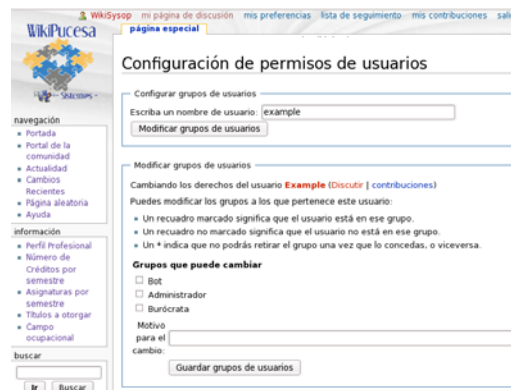 WikiSysop mi página de discusión mis preferencias lista de seguimiento mis contribuciones
WikiPucesa
- Sistemas -
página especial
Configuración de permisos de usuarios
Configurar grupos de usuarios
Escriba un nombre de usuario: example
Modificar grupos de usuarios
Modificar grupos de usuarios
Cambiando los derechos del usuario Example (Discutir | contribuciones)
Puedes modificar los grupos a los que pertenece este usuario:
Un recuadro marcado significa que el usuario está en ese grupo.
Un recuadro no marcado significa que el usuario no está en ese grupo.
Un * indica que no podrás retirar el grupo una vez que lo concedas, o viceversa.
Grupos que puede cambiar
Bot
Administrador
Burócrata
Motivo
para el
cambio:
Guardar grupos de usuarios
navegación
Portada
Portal de la
comunidad
Actualidad
Cambios
Recientes
Página aleatoria
Ayuda
información
Perfil Profesional
Número de
Créditos por
semestre
Asignaturas por
semestre
Títulos a otorgar
Campo
ocupacional
buscar
Ir Buscar